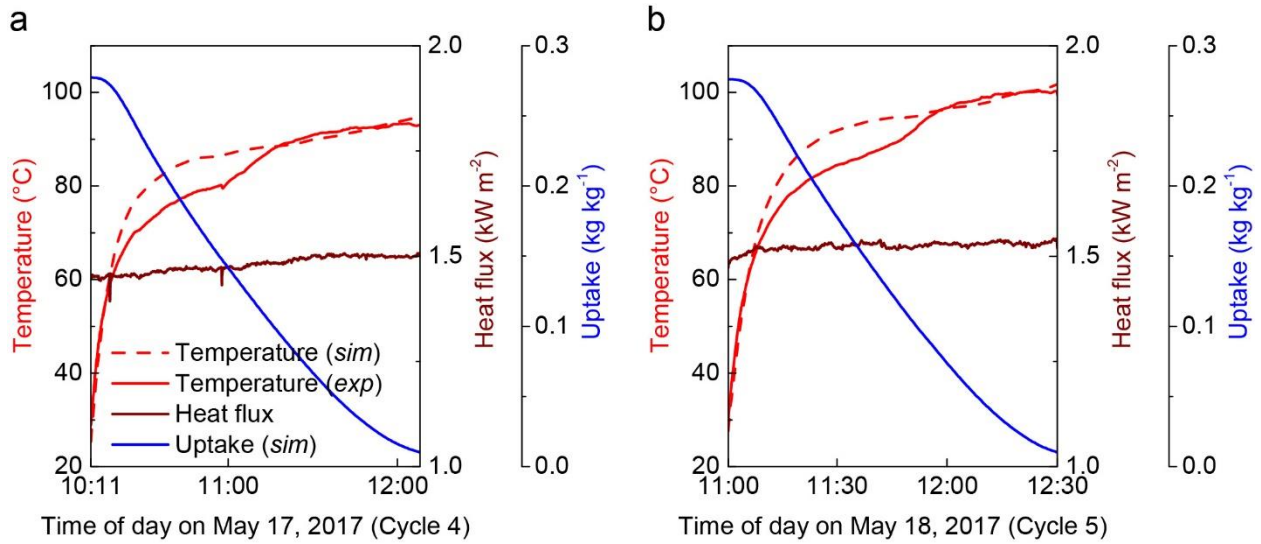 a
100
80
60
40
20
Temperature (°C)
Temperature (sim)
Temperature (exp)
Heat flux
Uptake (sim)
10:11
11:00
12:00
Time of day on May 17, 2017 (Cycle 4)
2.0
1.5
1.0
Heat flux (kW m⁻²)
0.3
0.2
0.1
0.0
Uptake (kg kg⁻¹)
b
100
80
60
40
20
Temperature (°C)
11:00
11:30
12:00
12:30
Time of day on May 18, 2017 (Cycle 5)
2.0
1.5
1.0
Heat flux (kW m⁻²)
0.3
0.2
0.1
0.0
Uptake (kg kg⁻¹)